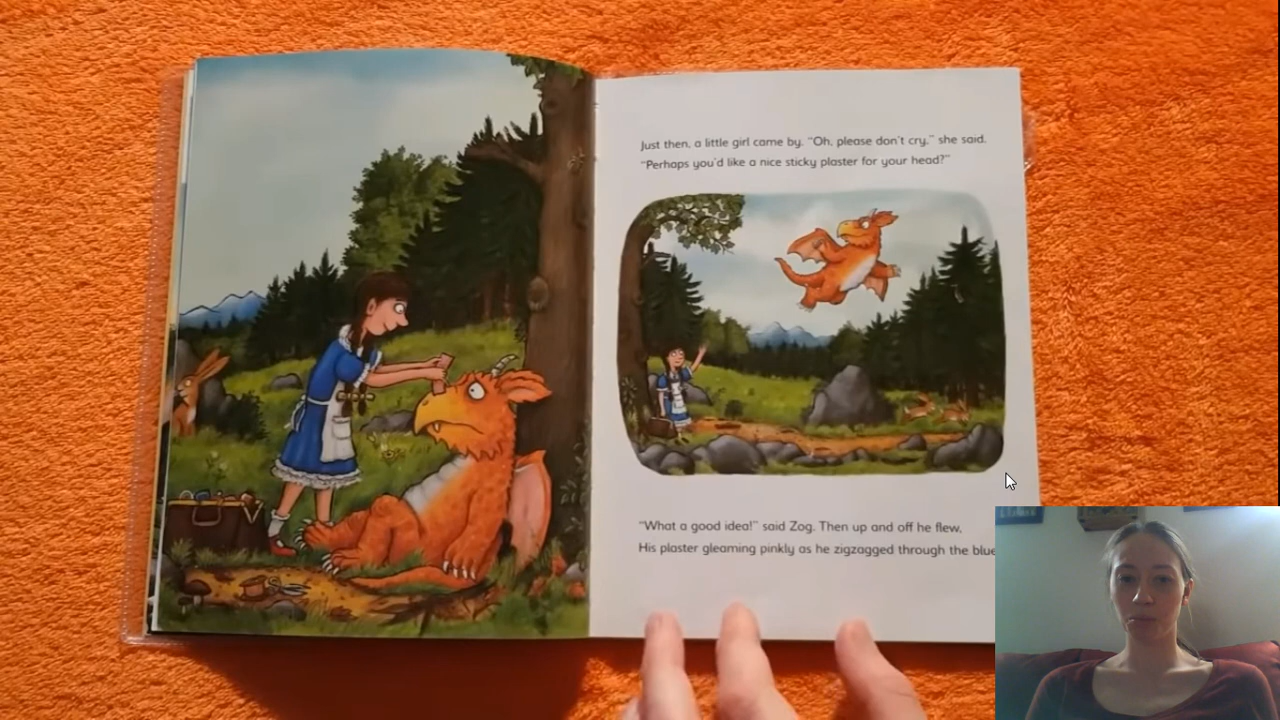 Just then, a little girl came by. "Oh, please don't cry," she said.
"Perhaps you'd like a nice sticky plaster for your head?"
"What a good idea!" said Zog. Then up and off he flew,
His plaster gleaming pinkly as he zigzagged through the blue